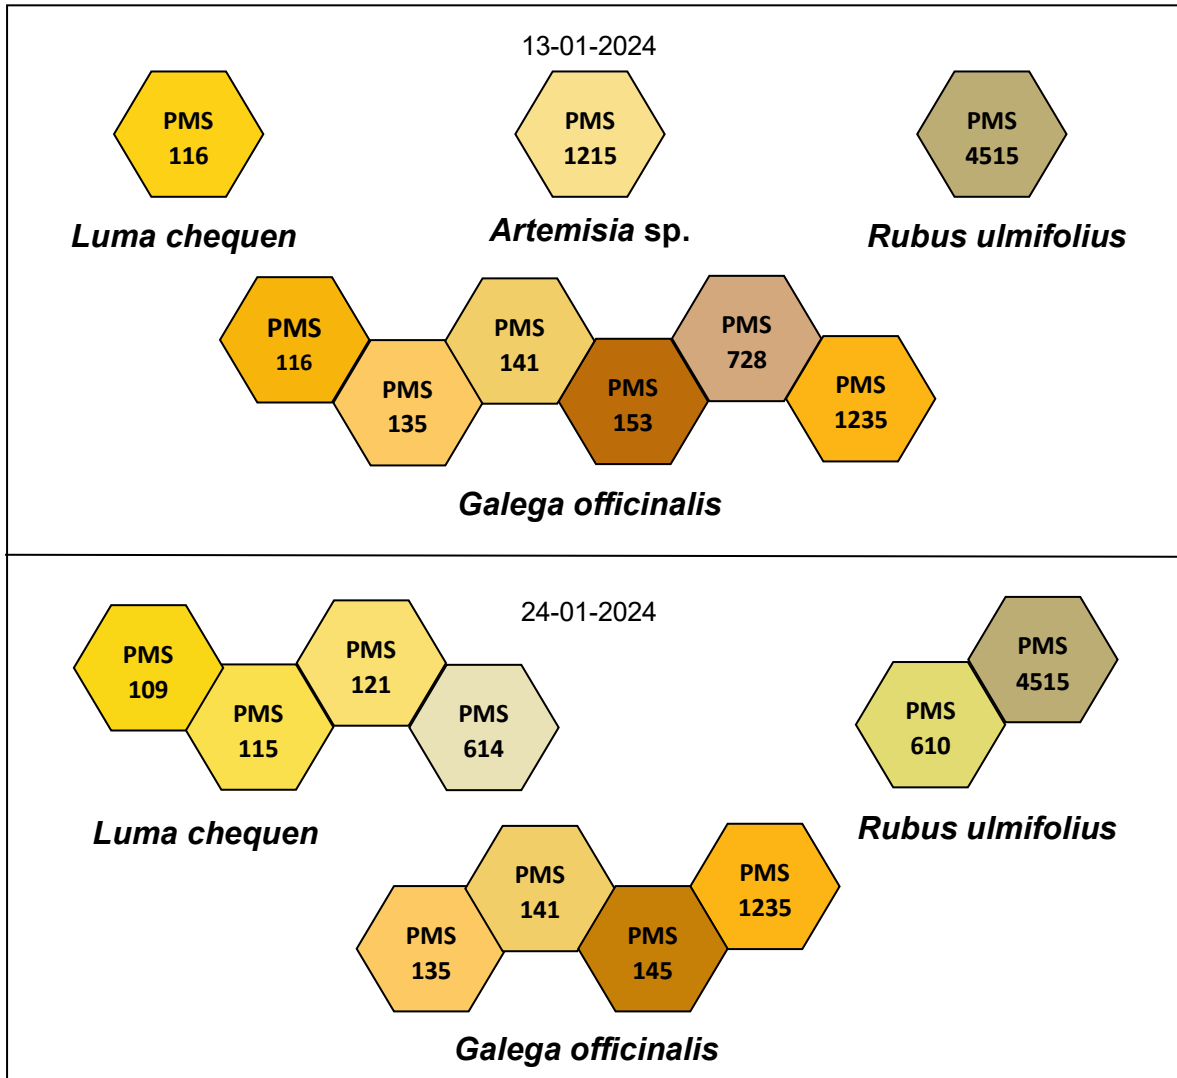 13-01-2024
PMS
116
PMS
1215
PMS
4515
Luma chequen
Artemisia sp.
Rubus ulmifolius
PMS
116
PMS
135
PMS
141
PMS
153
PMS
728
PMS
1235
Galega officinalis
24-01-2024
PMS
109
PMS
115
PMS
121
PMS
614
Luma chequen
PMS
610
PMS
4515
Rubus ulmifolius
PMS
135
PMS
141
PMS
145
PMS
1235
Galega officinalis